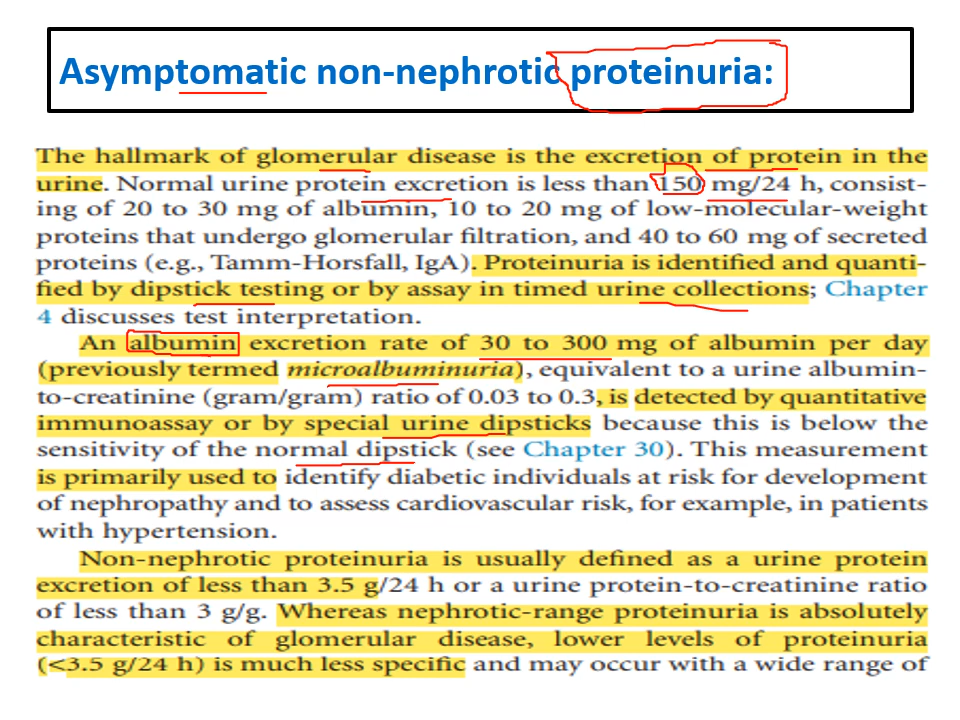 Asymptomatic non-nephrotic proteinuria:
The hallmark of glomerular disease is the excretion of protein in the
urine. Normal urine protein excretion is less than 150 mg/24 h, consist-
ing of 20 to 30 mg of albumin, 10 to 20 mg of low-molecular-weight
proteins that undergo glomerular filtration, and 40 to 60 mg of secreted
proteins (e.g., Tamm-Horsfall, IgA). Proteinuria is identified and quanti-
fied by dipstick testing or by assay in timed urine collections; Chapter
4 discusses test interpretation.
An albumin excretion rate of 30 to 300 mg of albumin per day
(previously termed microalbuminuria), equivalent to a urine albumin-
to-creatinine (gram/gram) ratio of 0.03 to 0.3, is detected by quantitative
immunoassay or by special urine dipsticks because this is below the
sensitivity of the normal dipstick (see Chapter 30). This measurement
is primarily used to identify diabetic individuals at risk for development
of nephropathy and to assess cardiovascular risk, for example, in patients
with hypertension.
Non-nephrotic proteinuria is usually defined as a urine protein
excretion of less than 3.5 g/24 h or a urine protein-to-creatinine ratio
of less than 3 g/g. Whereas nephrotic-range proteinuria is absolutely
characteristic of glomerular disease, lower levels of proteinuria
(<3.5 g/24 h) is much less specific and may occur with a wide range of